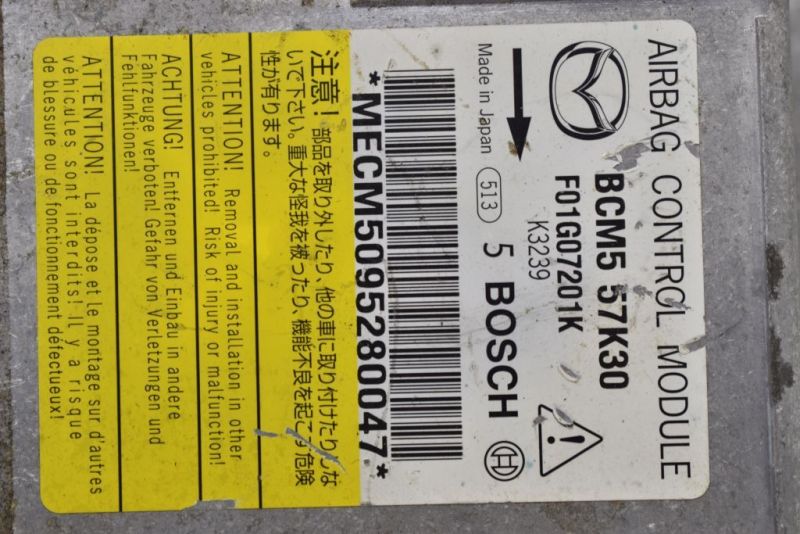 AIRBAG CONTROL MODULE
BCM5 57K30
F01G07201K
K3239
Made in Japan 513 5 BOSCH
*MECM5095280047*
注意! 部品を取り外したり、他の車に取り付けたりしな
いで下さい。重大な怪我を被ったり、機能不良を起こす危険
性が有ります。
ATTENTION! Removal and installation in other
vehicles prohibited! Risk of injury or malfunction!
ACHTUNG! Entfernen und Einbau in andere
Fahrzeuge verboten! Gefahr von Verletzungen und
Fehlfunktionen!
ATTENTION! La dépose et le montage sur d'autres
véhicules sont interdits! Il y a risque
de blessure ou de fonctionnement défectueux!